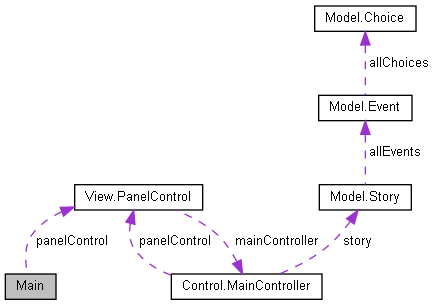 Model.Choice
allChoices
Model.Event
allEvents
View.PanelControl
Model.Story
panelControl
panelControl
mainController
story
Main
Control.MainController